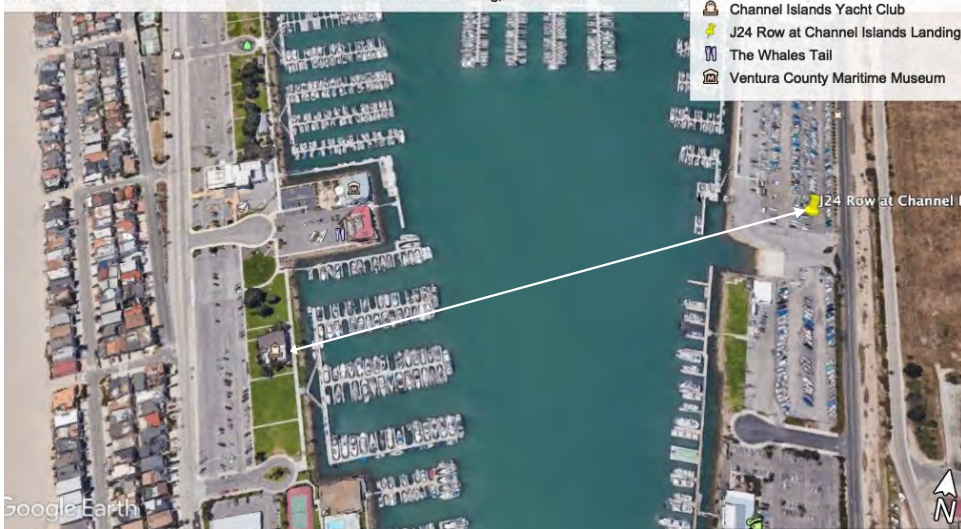 Channel Islands Yacht Club
J24 Row at Channel Islands Landing
The Whales Tail
Ventura County Maritime Museum
J24 Row at Channel
Google Earth
N